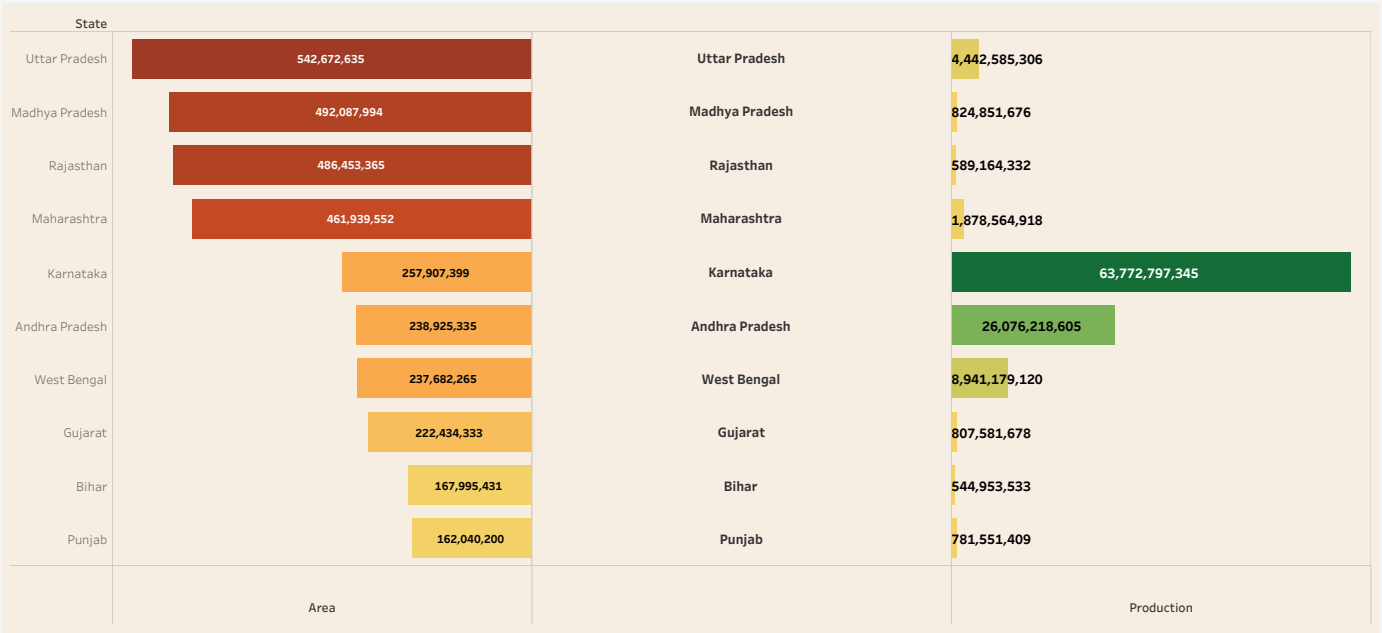 State
Uttar Pradesh 542,672,635 Uttar Pradesh 4,442,585,306
Madhya Pradesh 492,087,994 Madhya Pradesh 824,851,676
Rajasthan 486,453,365 Rajasthan 589,164,332
Maharashtra 461,939,552 Maharashtra 1,878,564,918
Karnataka 257,907,399 Karnataka 63,772,797,345
Andhra Pradesh 238,925,335 Andhra Pradesh 26,076,218,605
West Bengal 237,682,265 West Bengal 8,941,179,120
Gujarat 222,434,333 Gujarat 807,581,678
Bihar 167,995,431 Bihar 544,953,533
Punjab 162,040,200 Punjab 781,551,409
Area Production